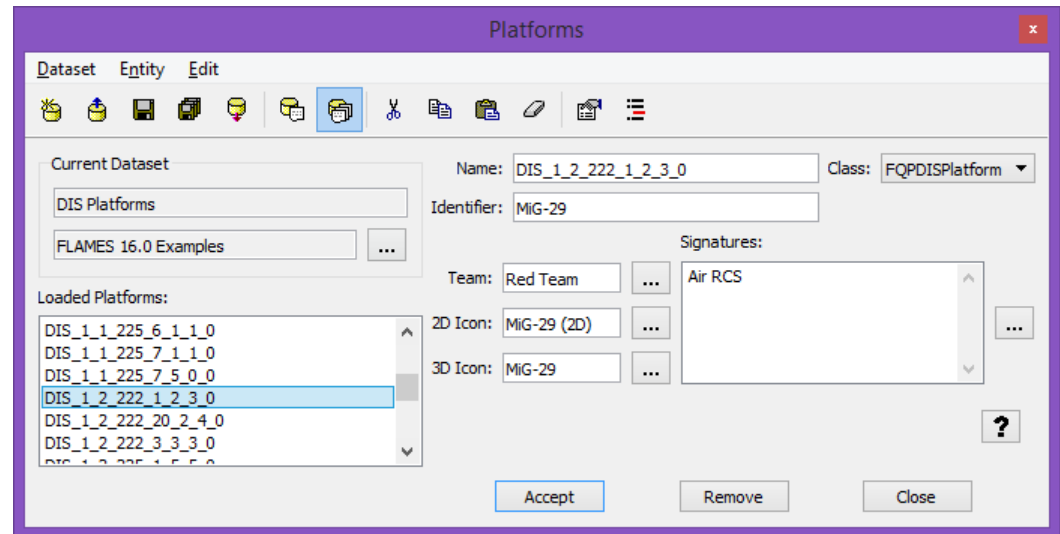 Platforms
x
Dataset Entity Edit
Current Dataset
DIS Platforms
FLAMES 16.0 Examples
...
Loaded Platforms:
DIS_1_1_225_6_1_1_0
DIS_1_1_225_7_1_1_0
DIS_1_1_225_7_5_0_0
DIS_1_2_222_1_2_3_0
DIS_1_2_222_20_2_4_0
DIS_1_2_222_3_3_3_0
Name: DIS_1_2_222_1_2_3_0 Class: FQPDISPlatform
Identifier: MiG-29
Team: Red Team ...
2D Icon: MiG-29 (2D) ...
3D Icon: MiG-29 ...
Signatures:
Air RCS
...
?
Accept Remove Close